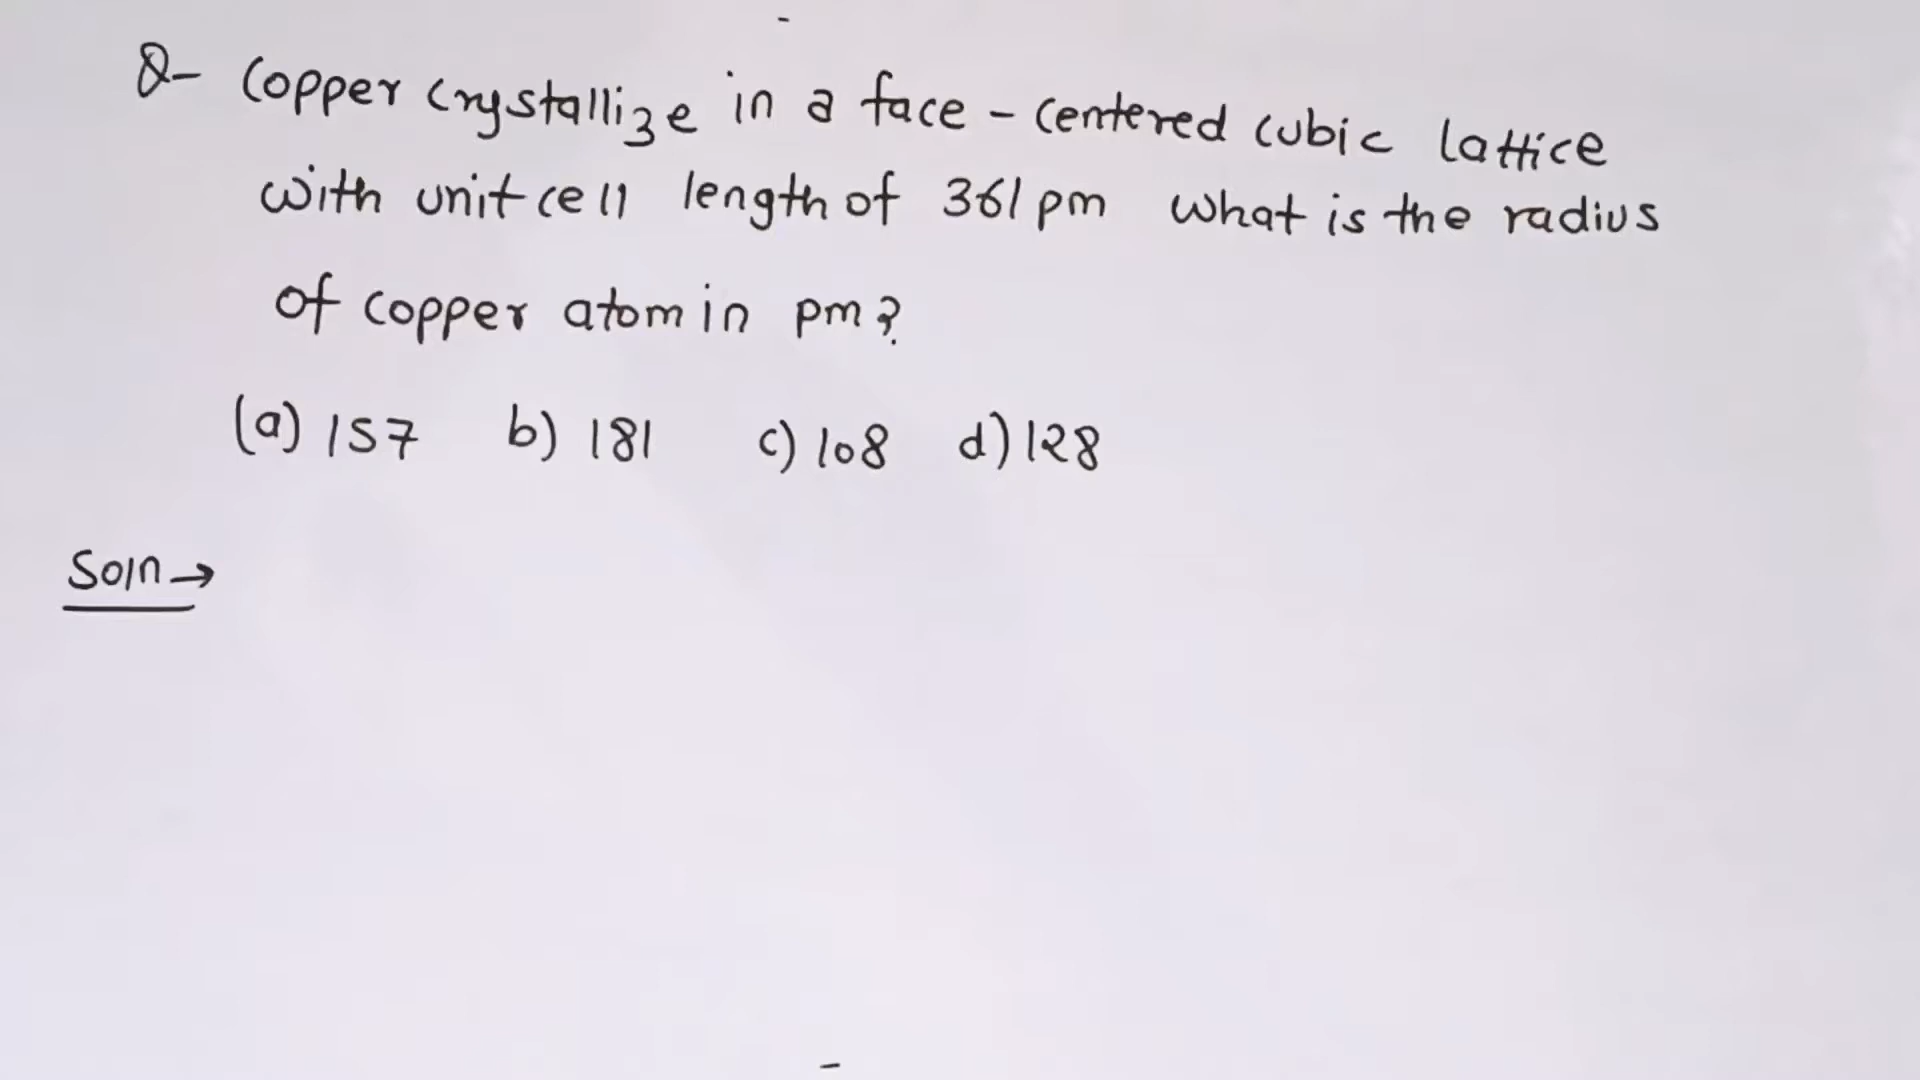 Q- Copper crystallize in a face - centered cubic lattice
with unit cell length of 361 pm what is the radius
of copper atom in pm?
(a) 157 b) 181 c) 108 d) 128
Soln →